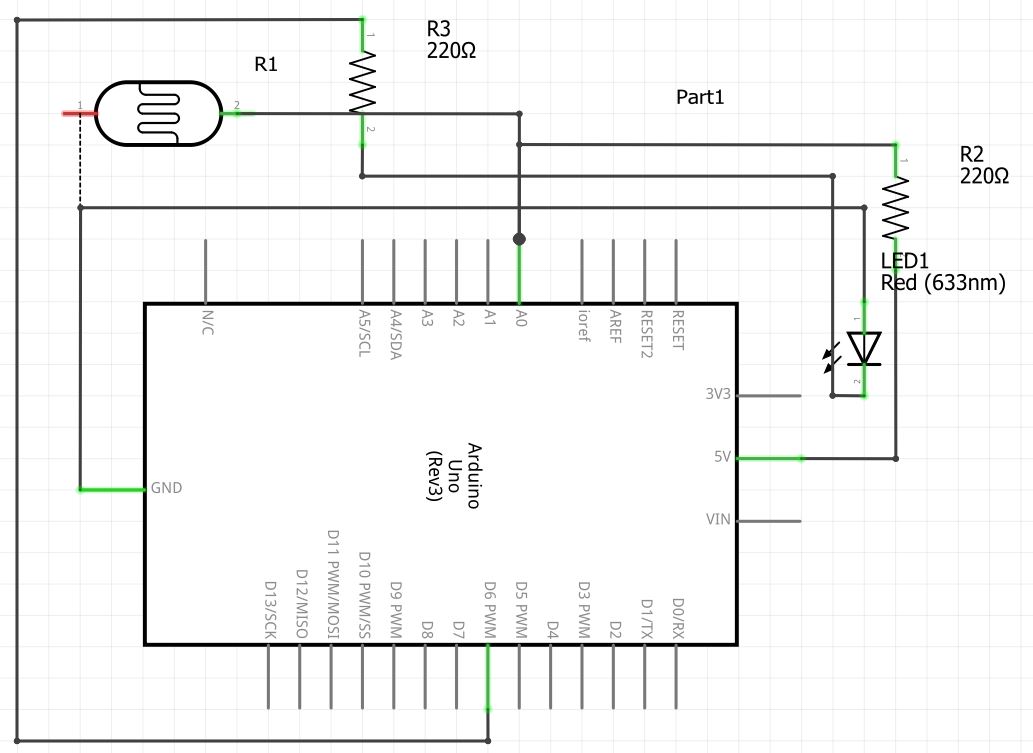 R3
220Ω
R1
Part1
R2
220Ω
1
2
1
2
1
LED1
Red (633nm)
N/C
A5/SCL
A4/SDA
A3
A2
A1
A0
ioref
AREF
RESET2
RESET
1
2
3V3
5V
VIN
GND
Arduino
Uno
(Rev3)
D13/SCK
D12/MISO
D11 PWM/MOSI
D10 PWM/SS
D9 PWM
D8
D7
D6 PWM
D5 PWM
D4
D3 PWM
D2
D1/TX
D0/RX